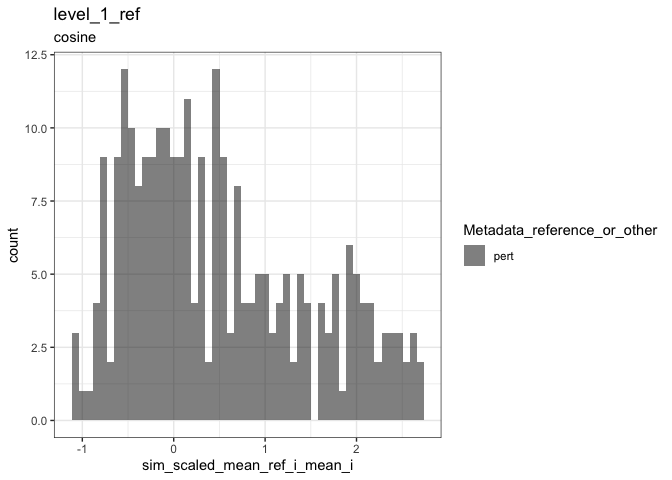 level_1_ref
cosine
12.5
10.0
7.5
5.0
2.5
0.0
count
-1
0
1
2
sim_scaled_mean_ref_i_mean_i
Metadata_reference_or_other
pert